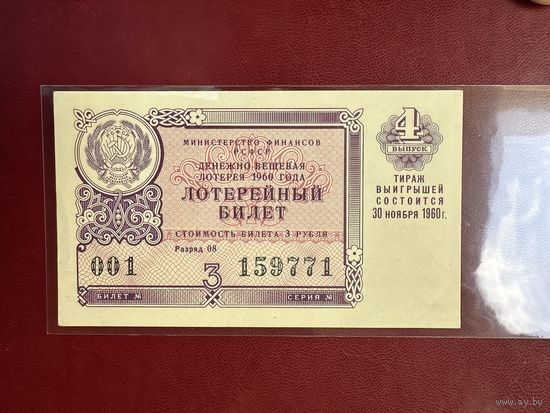 МИНИСТЕРСТВО ФИНАНСОВ
РСФСР
ДЕНЕЖНО-ВЕЩЕВАЯ
ЛОТЕРЕЯ 1960 ГОДА
ЛОТЕРЕЙНЫЙ
БИЛЕТ
СТОИМОСТЬ БИЛЕТА 3 РУБЛЯ
Разряд 08
001 3 159771
БИЛЕТ № СЕРИЯ №
4
ВЫПУСК
ТИРАЖ
ВЫИГРЫШЕЙ
СОСТОИТСЯ
30 НОЯБРЯ 1960г.
www.ay.by